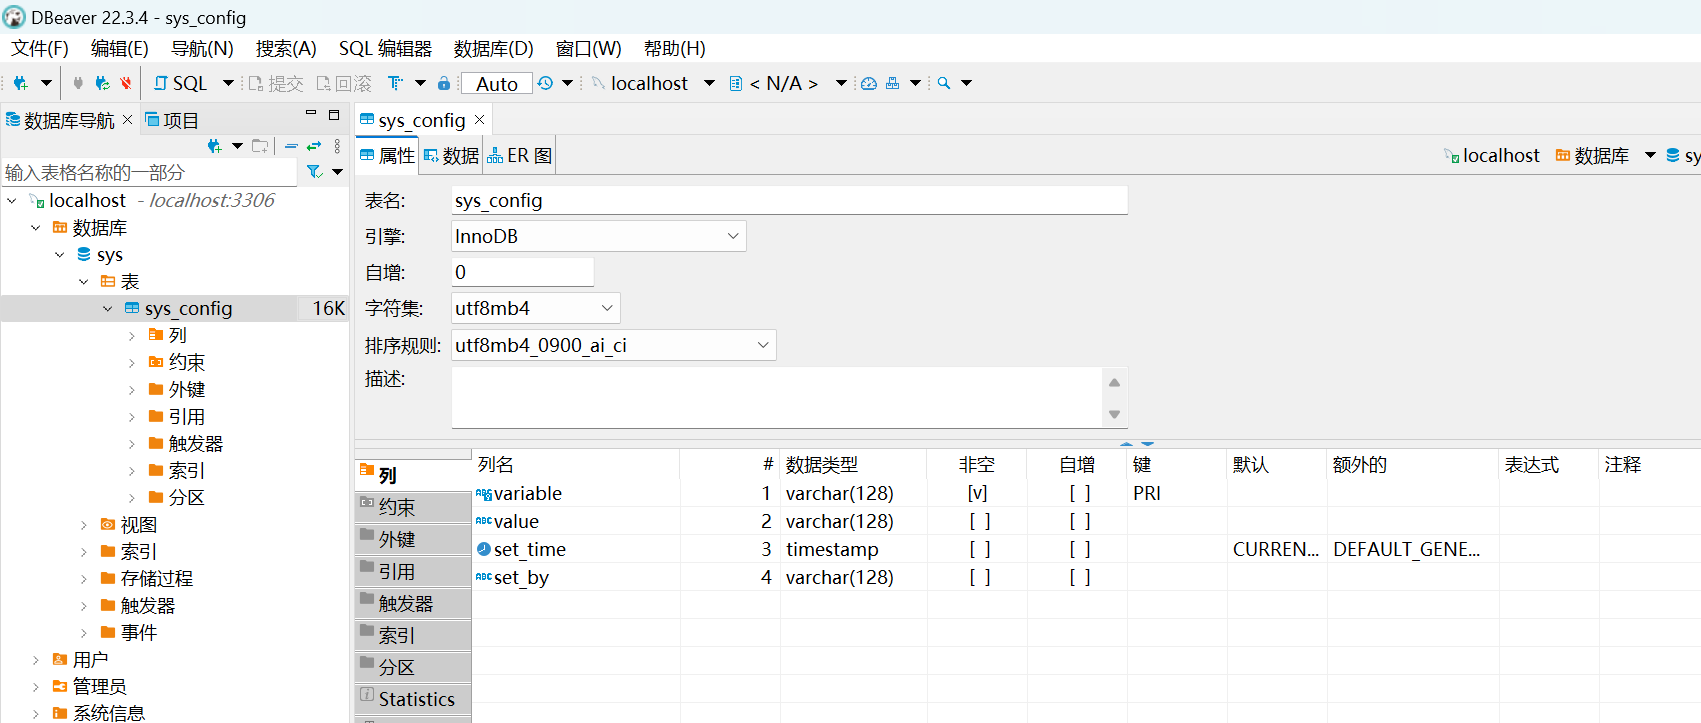 DBeaver 22.3.4 - sys_config
文件(F) 编辑(E) 导航(N) 搜索(A) SQL 编辑器 数据库(D) 窗口(W) 帮助(H)
SQL 提交 回滚 Auto localhost < N/A >
数据库导航 项目
输入表格名称的一部分
localhost - localhost:3306
数据库
sys
表
sys_config 16K
列
约束
外键
引用
触发器
索引
分区
视图
索引
存储过程
触发器
事件
用户
管理员
系统信息
sys_config
属性 数据 ER 图 localhost 数据库 sy
表名: sys_config
引擎: InnoDB
自增: 0
字符集: utf8mb4
排序规则: utf8mb4_0900_ai_ci
描述:
列
约束
外键
引用
触发器
索引
分区
Statistics
列名 # 数据类型 非空 自增 键 默认 额外的 表达式 注释
variable 1 varchar(128) [v] [ ] PRI
value 2 varchar(128) [ ] [ ]
set_time 3 timestamp [ ] [ ] CURREN... DEFAULT_GENE...
set_by 4 varchar(128) [ ] [ ]